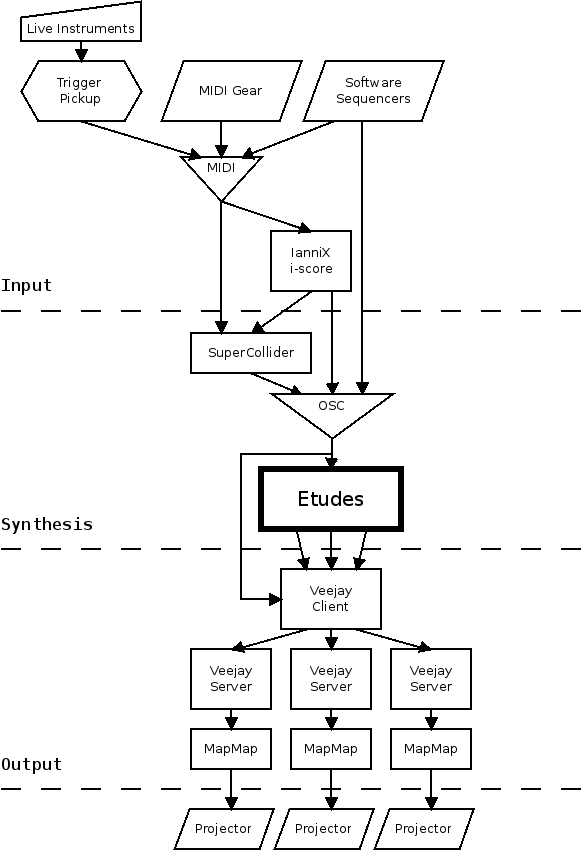 Live Instruments
Trigger
Pickup
MIDI Gear
Software
Sequencers
MIDI
IanniX
i-score
Input
SuperCollider
OSC
Etudes
Synthesis
Veejay
Client
Veejay
Server
Veejay
Server
Veejay
Server
MapMap
MapMap
MapMap
Output
Projector
Projector
Projector